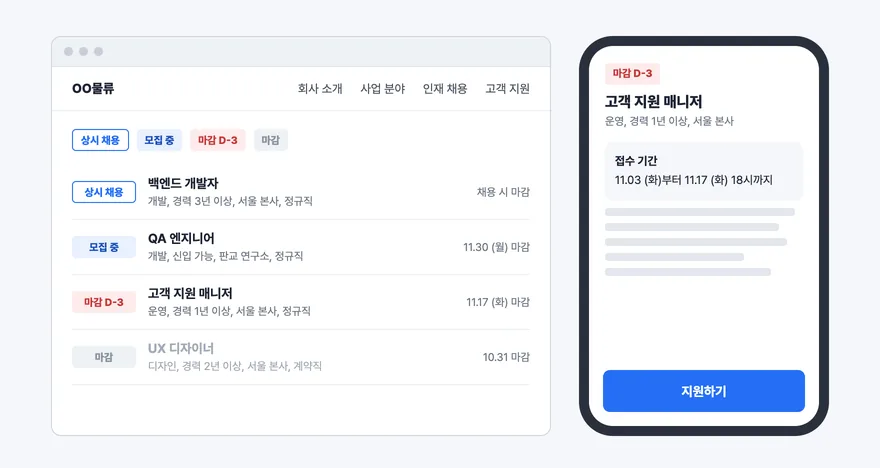 OO물류
회사 소개 사업 분야 인재 채용 고객 지원
상시 채용 모집 중 마감 D-3 마감
상시 채용
백엔드 개발자
개발, 경력 3년 이상, 서울 본사, 정규직
채용 시 마감
모집 중
QA 엔지니어
개발, 신입 가능, 판교 연구소, 정규직
11.30 (월) 마감
마감 D-3
고객 지원 매니저
운영, 경력 1년 이상, 서울 본사, 정규직
11.17 (화) 마감
마감
UX 디자이너
디자인, 경력 2년 이상, 서울 본사, 계약직
10.31 마감
마감 D-3
고객 지원 매니저
운영, 경력 1년 이상, 서울 본사
접수 기간
11.03 (화)부터 11.17 (화) 18시까지
지원하기